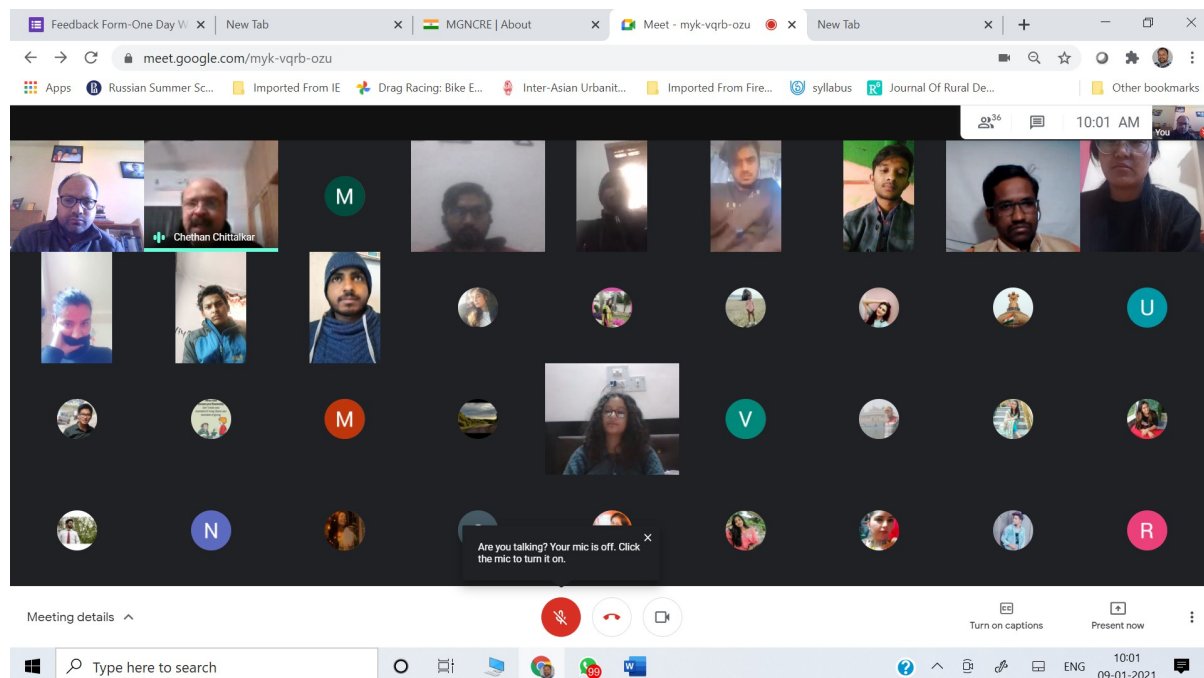 Feedback Form-One Day W
New Tab
MGNCRE | About
Meet - myk-vqrb-ozu
New Tab
meet.google.com/myk-vqrb-ozu
Apps
Russian Summer Sc...
Imported From IE
Drag Racing: Bike E...
Inter-Asian Urbanit...
Imported From Fire...
syllabus
Journal Of Rural De...
Other bookmarks
36
10:01 AM
You
Chethan Chittalkar
M
U
M
V
N
R
Are you talking? Your mic is off. Click
the mic to turn it on.
Meeting details
Turn on captions
Present now
Type here to search
99
ENG
10:01
09-01-2021